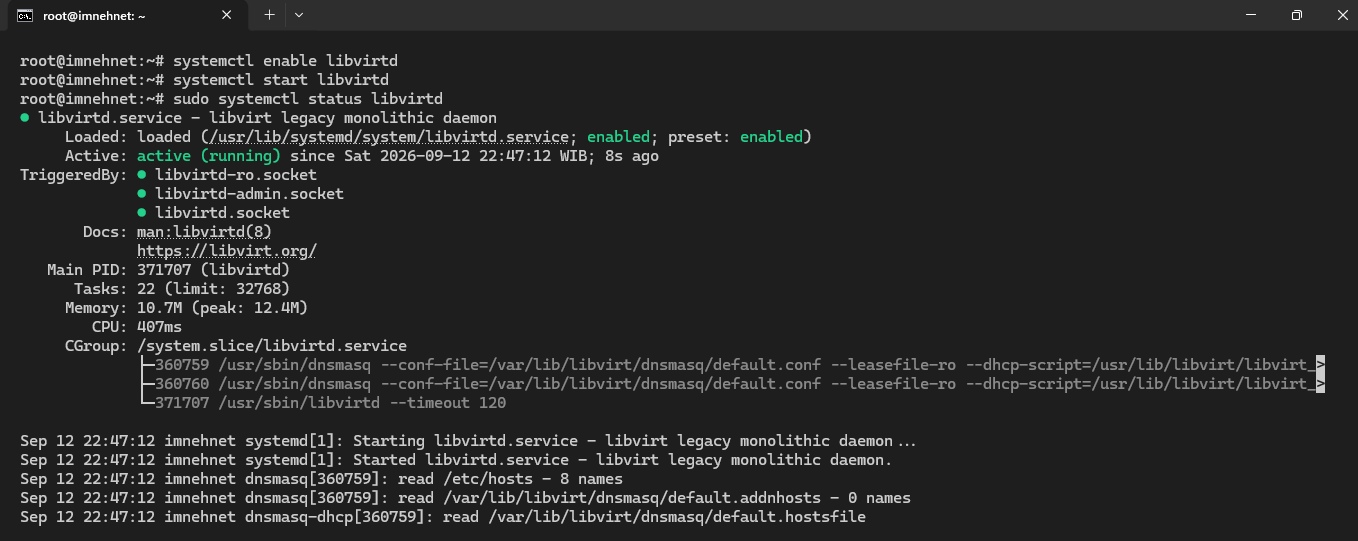 root@imnehnet: ~
root@imnehnet:~# systemctl enable libvirtd
root@imnehnet:~# systemctl start libvirtd
root@imnehnet:~# sudo systemctl status libvirtd
● libvirtd.service - libvirt legacy monolithic daemon
Loaded: loaded (/usr/lib/systemd/system/libvirtd.service; enabled; preset: enabled)
Active: active (running) since Sat 2026-09-12 22:47:12 WIB; 8s ago
TriggeredBy: ● libvirtd-ro.socket
● libvirtd-admin.socket
● libvirtd.socket
Docs: man:libvirtd(8)
https://libvirt.org/
Main PID: 371707 (libvirtd)
Tasks: 22 (limit: 32768)
Memory: 10.7M (peak: 12.4M)
CPU: 407ms
CGroup: /system.slice/libvirtd.service
├─360759 /usr/sbin/dnsmasq --conf-file=/var/lib/libvirt/dnsmasq/default.conf --leasefile-ro --dhcp-script=/usr/lib/libvirt/libvirt_>
├─360760 /usr/sbin/dnsmasq --conf-file=/var/lib/libvirt/dnsmasq/default.conf --leasefile-ro --dhcp-script=/usr/lib/libvirt/libvirt_>
└─371707 /usr/sbin/libvirtd --timeout 120
Sep 12 22:47:12 imnehnet systemd[1]: Starting libvirtd.service - libvirt legacy monolithic daemon...
Sep 12 22:47:12 imnehnet systemd[1]: Started libvirtd.service - libvirt legacy monolithic daemon.
Sep 12 22:47:12 imnehnet dnsmasq[360759]: read /etc/hosts - 8 names
Sep 12 22:47:12 imnehnet dnsmasq[360759]: read /var/lib/libvirt/dnsmasq/default.addnhosts - 0 names
Sep 12 22:47:12 imnehnet dnsmasq-dhcp[360759]: read /var/lib/libvirt/dnsmasq/default.hostsfile